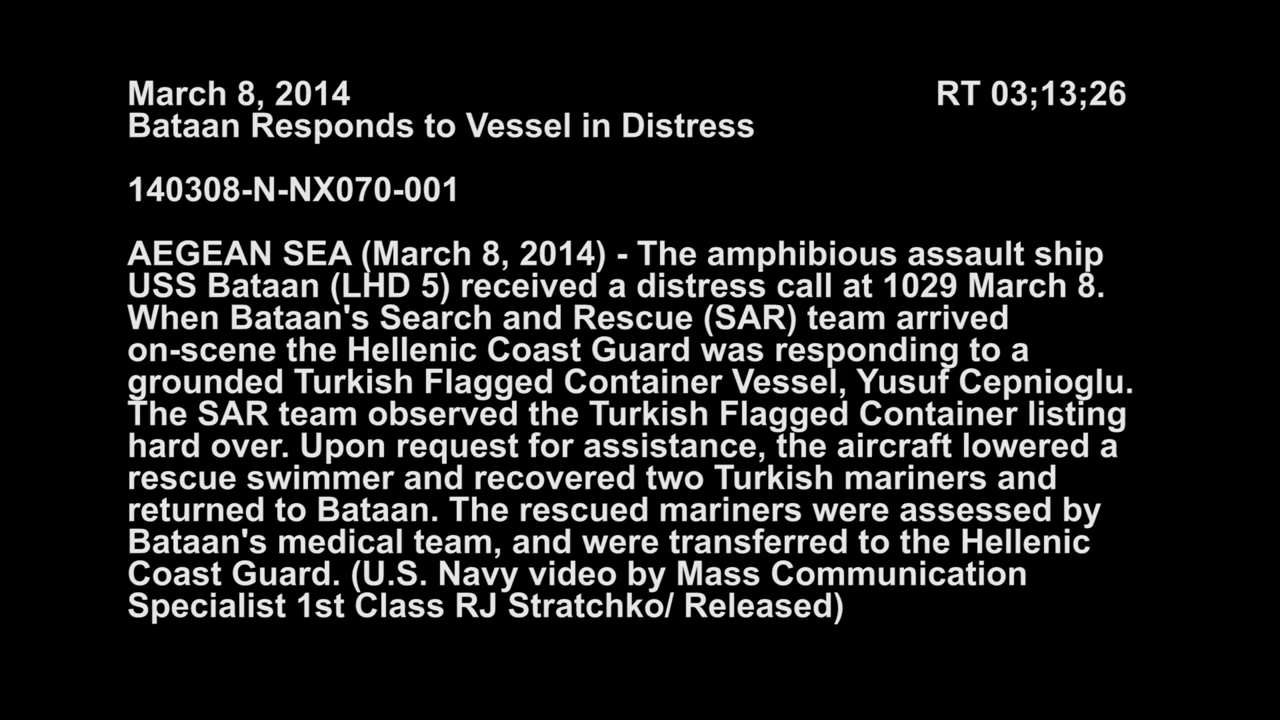 March 8, 2014 RT 03;13;26
Bataan Responds to Vessel in Distress
140308-N-NX070-001
AEGEAN SEA (March 8, 2014) - The amphibious assault ship
USS Bataan (LHD 5) received a distress call at 1029 March 8.
When Bataan's Search and Rescue (SAR) team arrived
on-scene the Hellenic Coast Guard was responding to a
grounded Turkish Flagged Container Vessel, Yusuf Cepnioglu.
The SAR team observed the Turkish Flagged Container listing
hard over. Upon request for assistance, the aircraft lowered a
rescue swimmer and recovered two Turkish mariners and
returned to Bataan. The rescued mariners were assessed by
Bataan's medical team, and were transferred to the Hellenic
Coast Guard. (U.S. Navy video by Mass Communication
Specialist 1st Class RJ Stratchko/ Released)